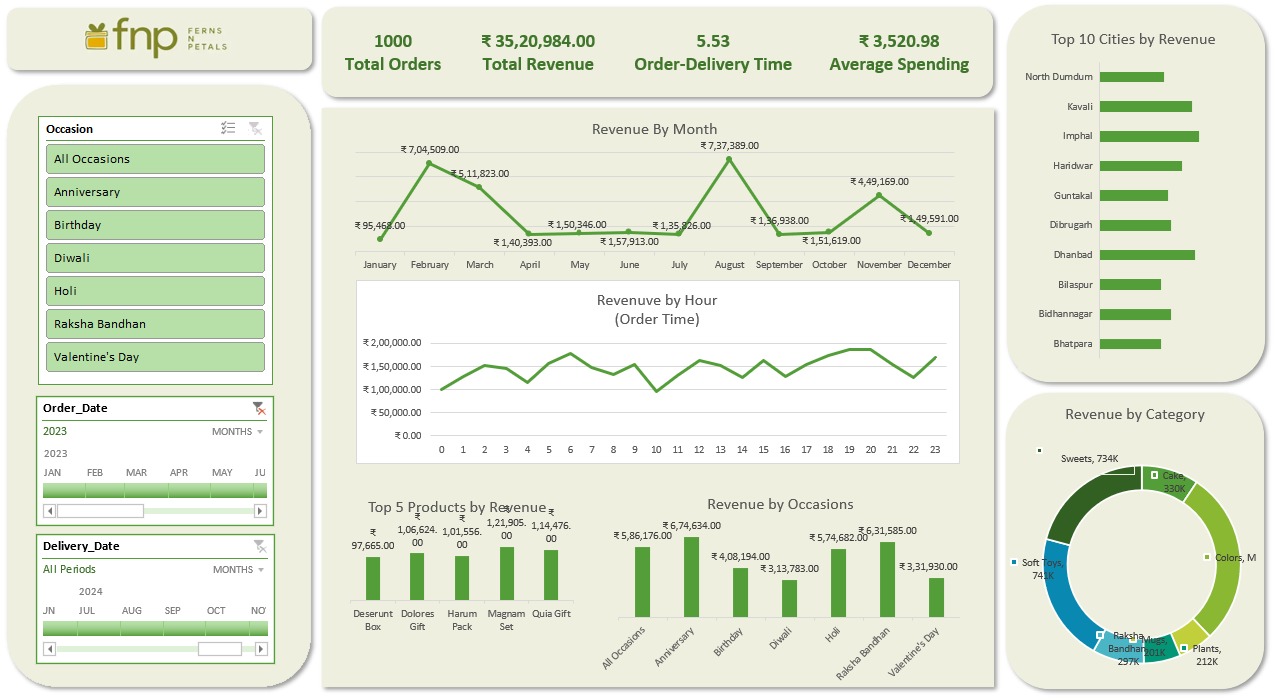 fnp
FERNS
N
PETALS
1000
Total Orders
₹ 35,20,984.00
Total Revenue
5.53
Order-Delivery Time
₹ 3,520.98
Average Spending
Occasion
All Occasions
Anniversary
Birthday
Diwali
Holi
Raksha Bandhan
Valentine's Day
Order_Date
2023
MONTHS
2023
JAN FEB MAR APR MAY JU
Delivery_Date
All Periods
MONTHS
2024
JN JUL AUG SEP OCT NO
Revenue By Month
₹ 95,468.00
₹ 7,04,509.00
₹ 5,11,823.00
₹ 1,40,393.00
₹ 1,50,346.00
₹ 1,57,913.00
₹ 1,35,826.00
₹ 7,37,389.00
₹ 1,36,938.00
₹ 1,51,619.00
₹ 4,49,169.00
₹ 1,49,591.00
January February March April May June July August September October November December
Revenuve by Hour
(Order Time)
₹ 2,00,000.00
₹ 1,50,000.00
₹ 1,00,000.00
₹ 50,000.00
₹ 0.00
0 1 2 3 4 5 6 7 8 9 10 11 12 13 14 15 16 17 18 19 20 21 22 23
Top 5 Products by Revenue
₹
97,665.00
₹
1,06,624.
00
₹
1,01,556.
00
₹
1,21,905.
00
₹
1,14,476.
00
Deserunt
Box
Dolores
Gift
Harum
Pack
Magnam
Set
Quia Gift
Revenue by Occasions
₹ 5,86,176.00
₹ 6,74,634.00
₹ 4,08,194.00
₹ 3,13,783.00
₹ 5,74,682.00
₹ 6,31,585.00
₹ 3,31,930.00
All Occasions
Anniversary
Birthday
Diwali
Holi
Raksha Bandhan
Valentine's Day
Top 10 Cities by Revenue
North Dumdum
Kavali
Imphal
Haridwar
Guntakal
Dibrugarh
Dhanbad
Bilaspur
Bidhannagar
Bhatpara
Revenue by Category
Sweets, 734K
Cake,
330K
Colors, M
Soft Toys,
741K
Raksha
Bandhan,
297K
Mugs,
201K
Plants,
212K